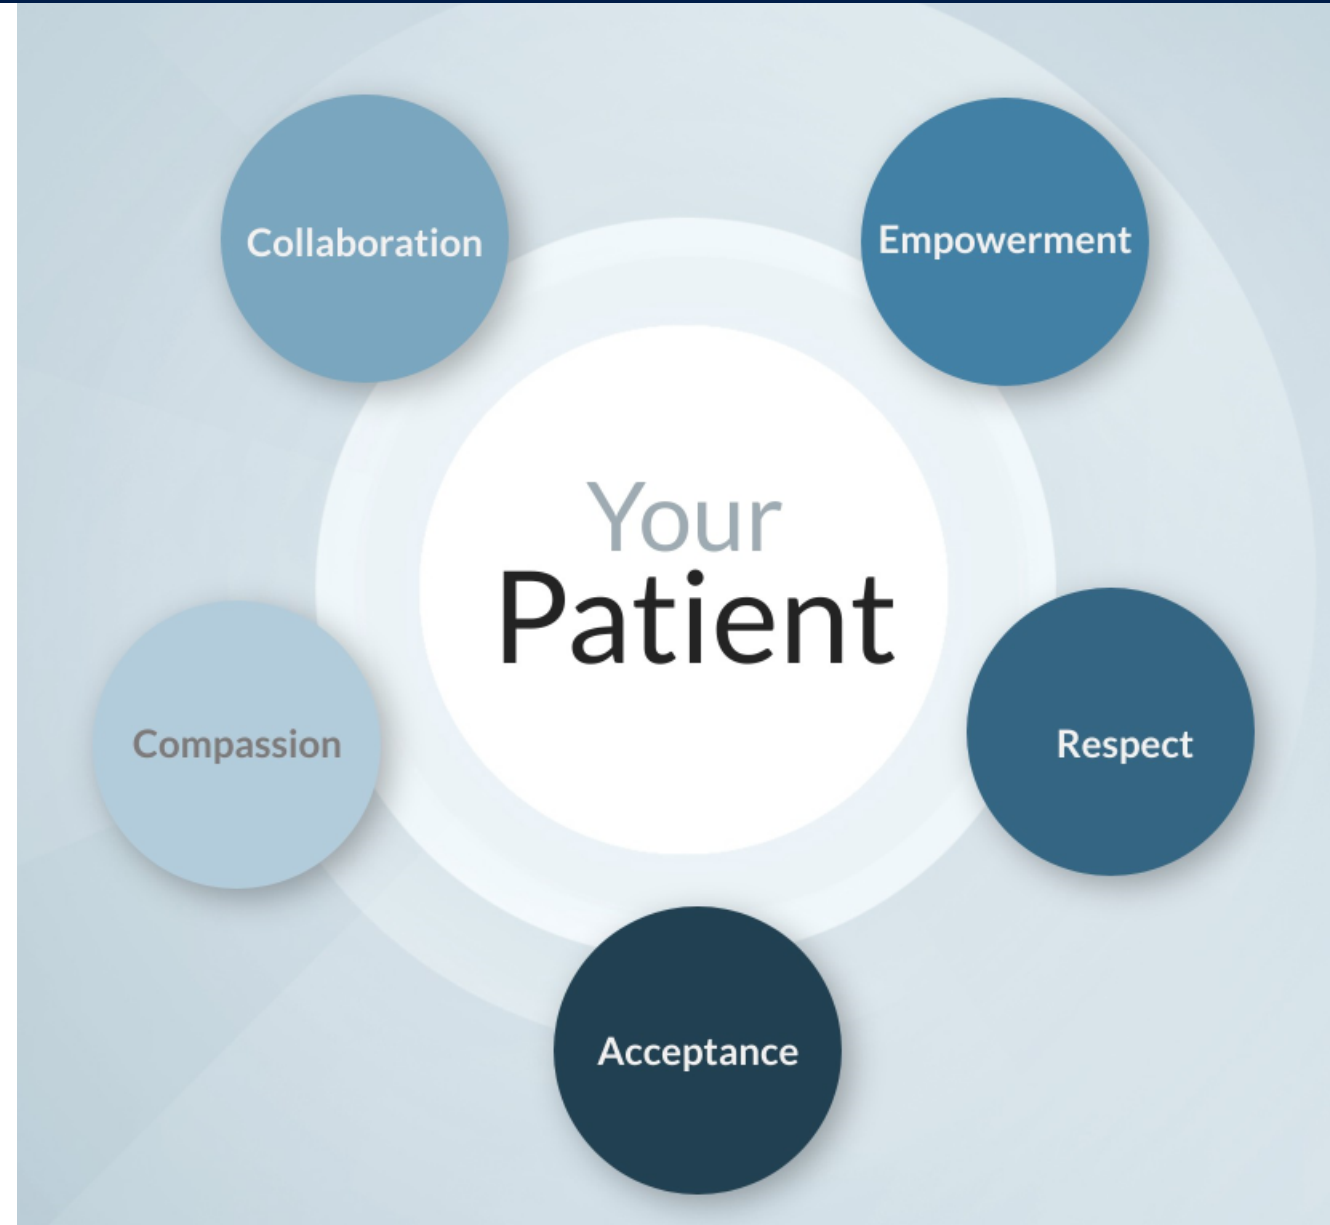 Collaboration
Empowerment
Your
Patient
Compassion
Respect
Acceptance